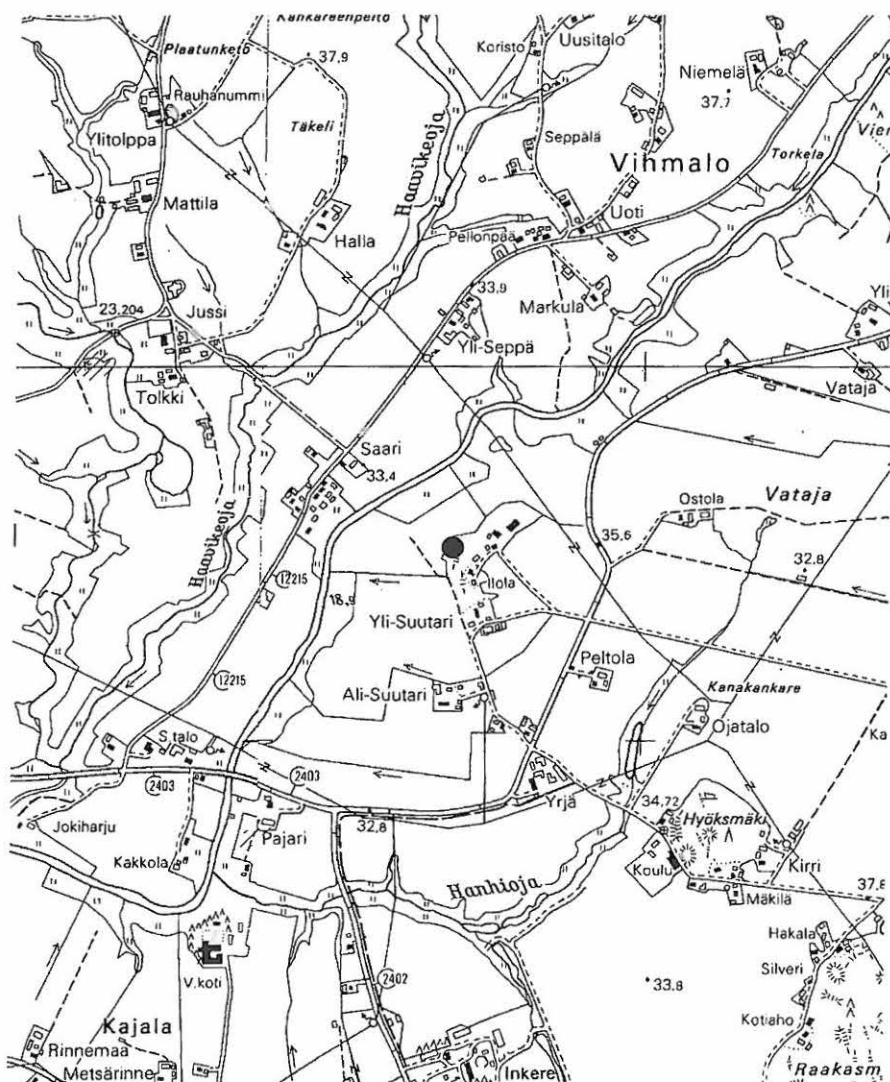 Kankareenpelto
Plaatunketo
37,9
Koristo
Uusitalo
Niemelä
37,7
Rauhanummi
Täkeli
Ylitolppa
Haavikeoja
Seppälä
Vihmalo
Torkela
Mattila
Halla
Pellonpää
Uoti
33,9
Markula
23,204
Jussi
Yli-Seppä
Vataja
Tolkki
Saari
33,4
Haavikeoja
Ostola
Vataja
35,6
32,8
12215
Ilola
18,9
Yli-Suutari
12215
Ali-Suutari
Peltola
Kanakankare
Ojatalo
S.talo
2403
2403
Yrjä
34,72
Hyöksmäki
Jokiharju
Pajari
32,8
Kakkola
Koulu
Kirri
Hanhioja
Mäkilä
37,8
Hakala
V.koti
2402
Silveri
33,8
Kajala
Kotiaho
Rinnemaa
Metsärinne
Inkere
Raakasm